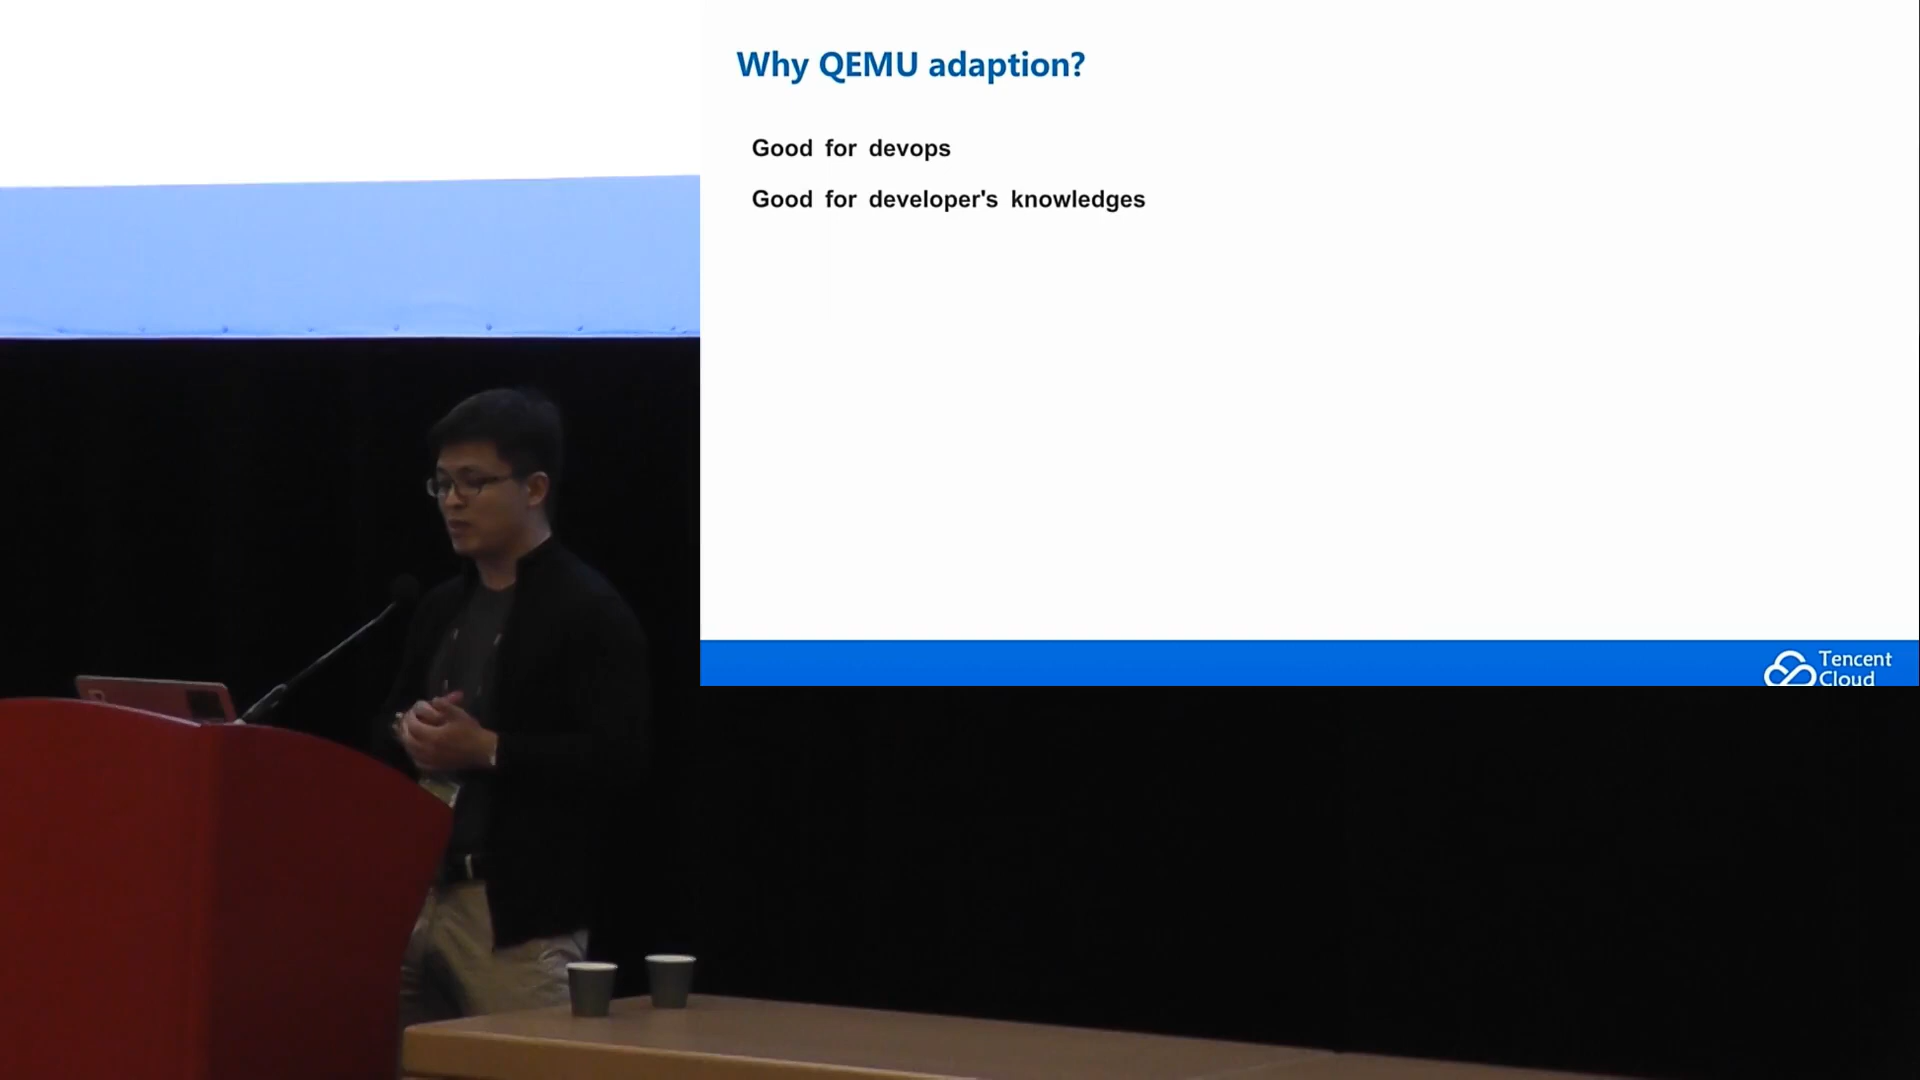 Why QEMU adaption?
Good for devops
Good for developer's knowledges
Tencent
Cloud